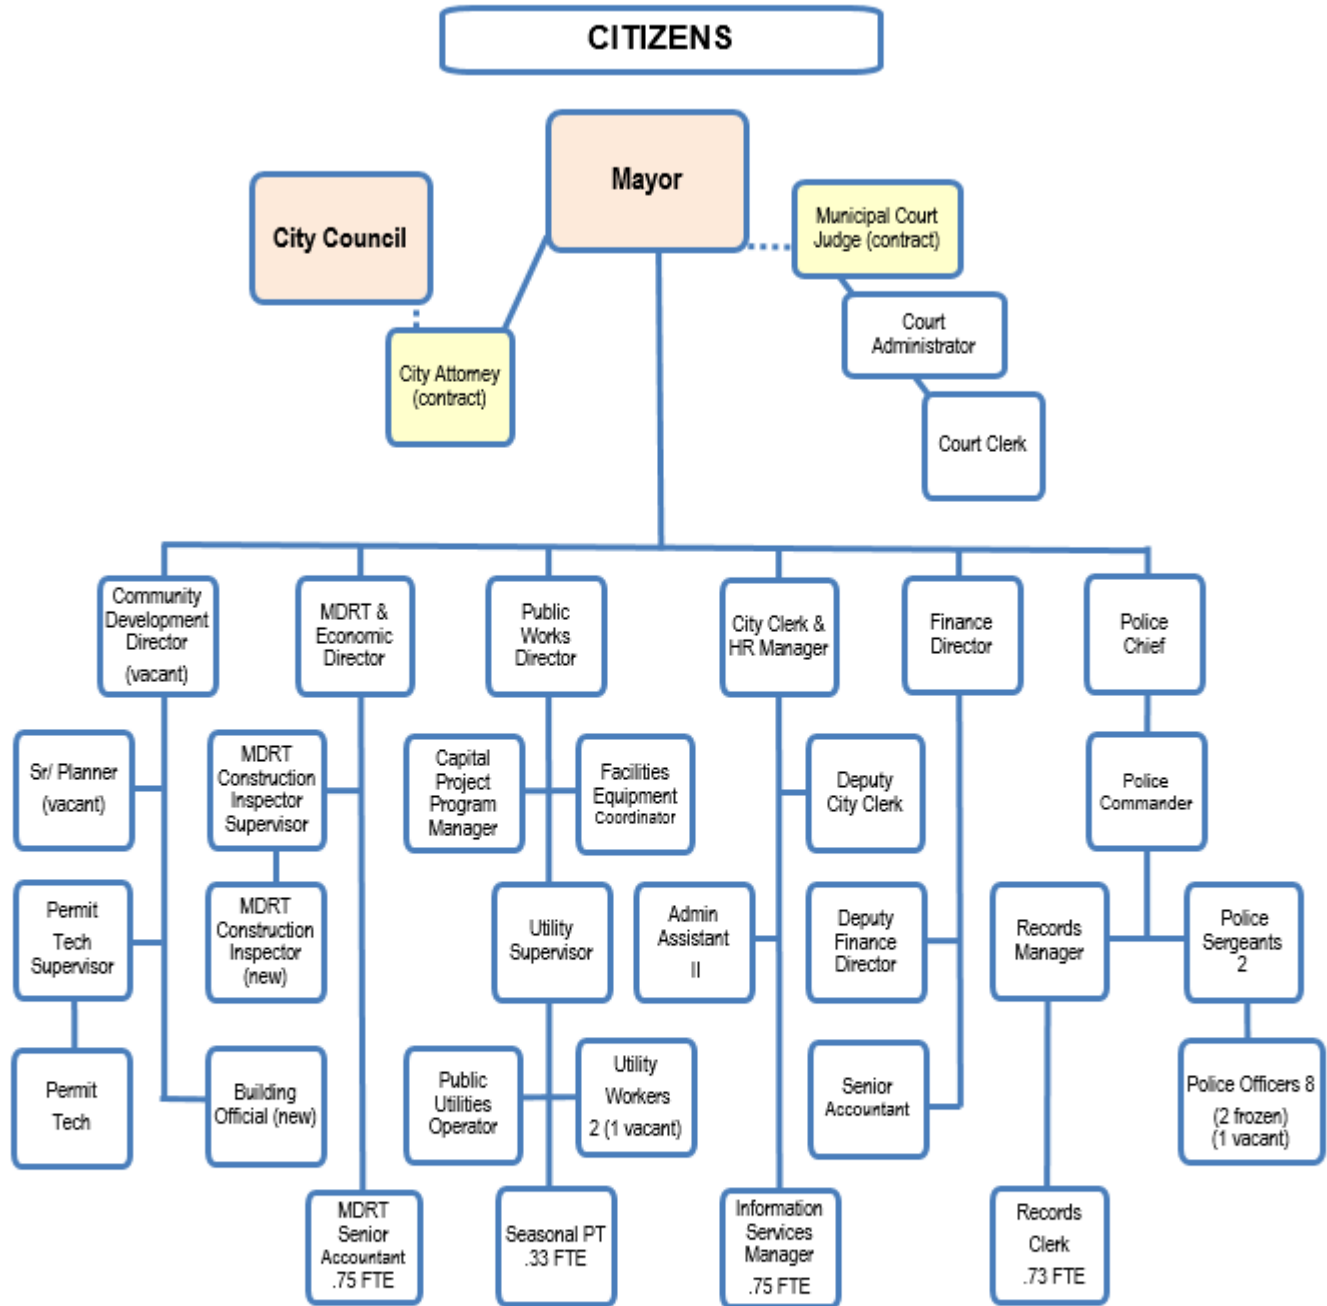 CITIZENS
Mayor
City Council
Municipal Court
Judge (contract)
Court
Administrator
City Attorney
(contract)
Court Clerk
Community
Development
Director
(vacant)
MDRT &
Economic
Director
Public
Works
Director
City Clerk &
HR Manager
Finance
Director
Police
Chief
Sr/ Planner
(vacant)
MDRT
Construction
Inspector
Supervisor
Capital
Project
Program
Manager
Facilities
Equipment
Coordinator
Deputy
City Clerk
Police
Commander
Permit
Tech
Supervisor
MDRT
Construction
Inspector
(new)
Utility
Supervisor
Admin
Assistant
II
Deputy
Finance
Director
Records
Manager
Police
Sergeants
2
Permit
Tech
Building
Official (new)
Public
Utilities
Operator
Utility
Workers
2 (1 vacant)
Senior
Accountant
Police Officers 8
(2 frozen)
(1 vacant)
MDRT
Senior
Accountant
.75 FTE
Seasonal PT
.33 FTE
Information
Services
Manager
.75 FTE
Records
Clerk
.73 FTE